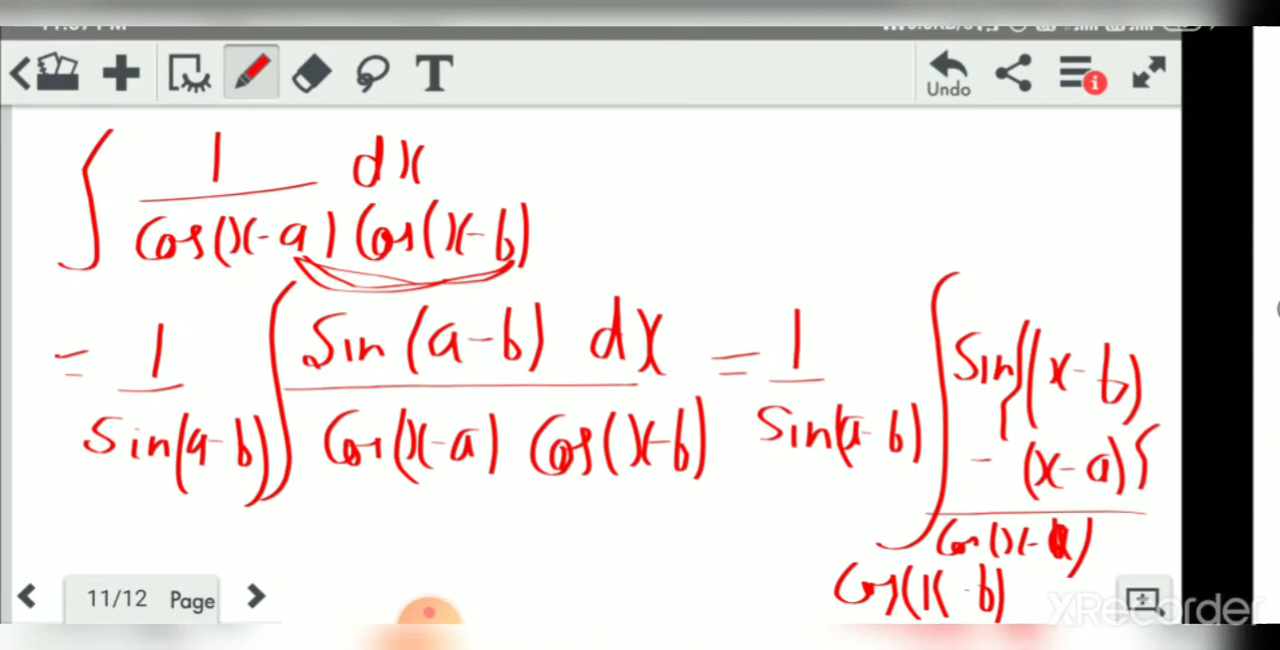 T
Undo
∫ 1 dx
cos(x-a) cos(x-b)
= 1 ∫ Sin (a-b) dx = 1 ∫ Sin{(x-b)
Sin(a-b) Cos(x-a) Cos(x-b) Sin(a-b) - (x-a)}
Cos(x-a)
Cos(x-b)
11/12 Page
XRecorder